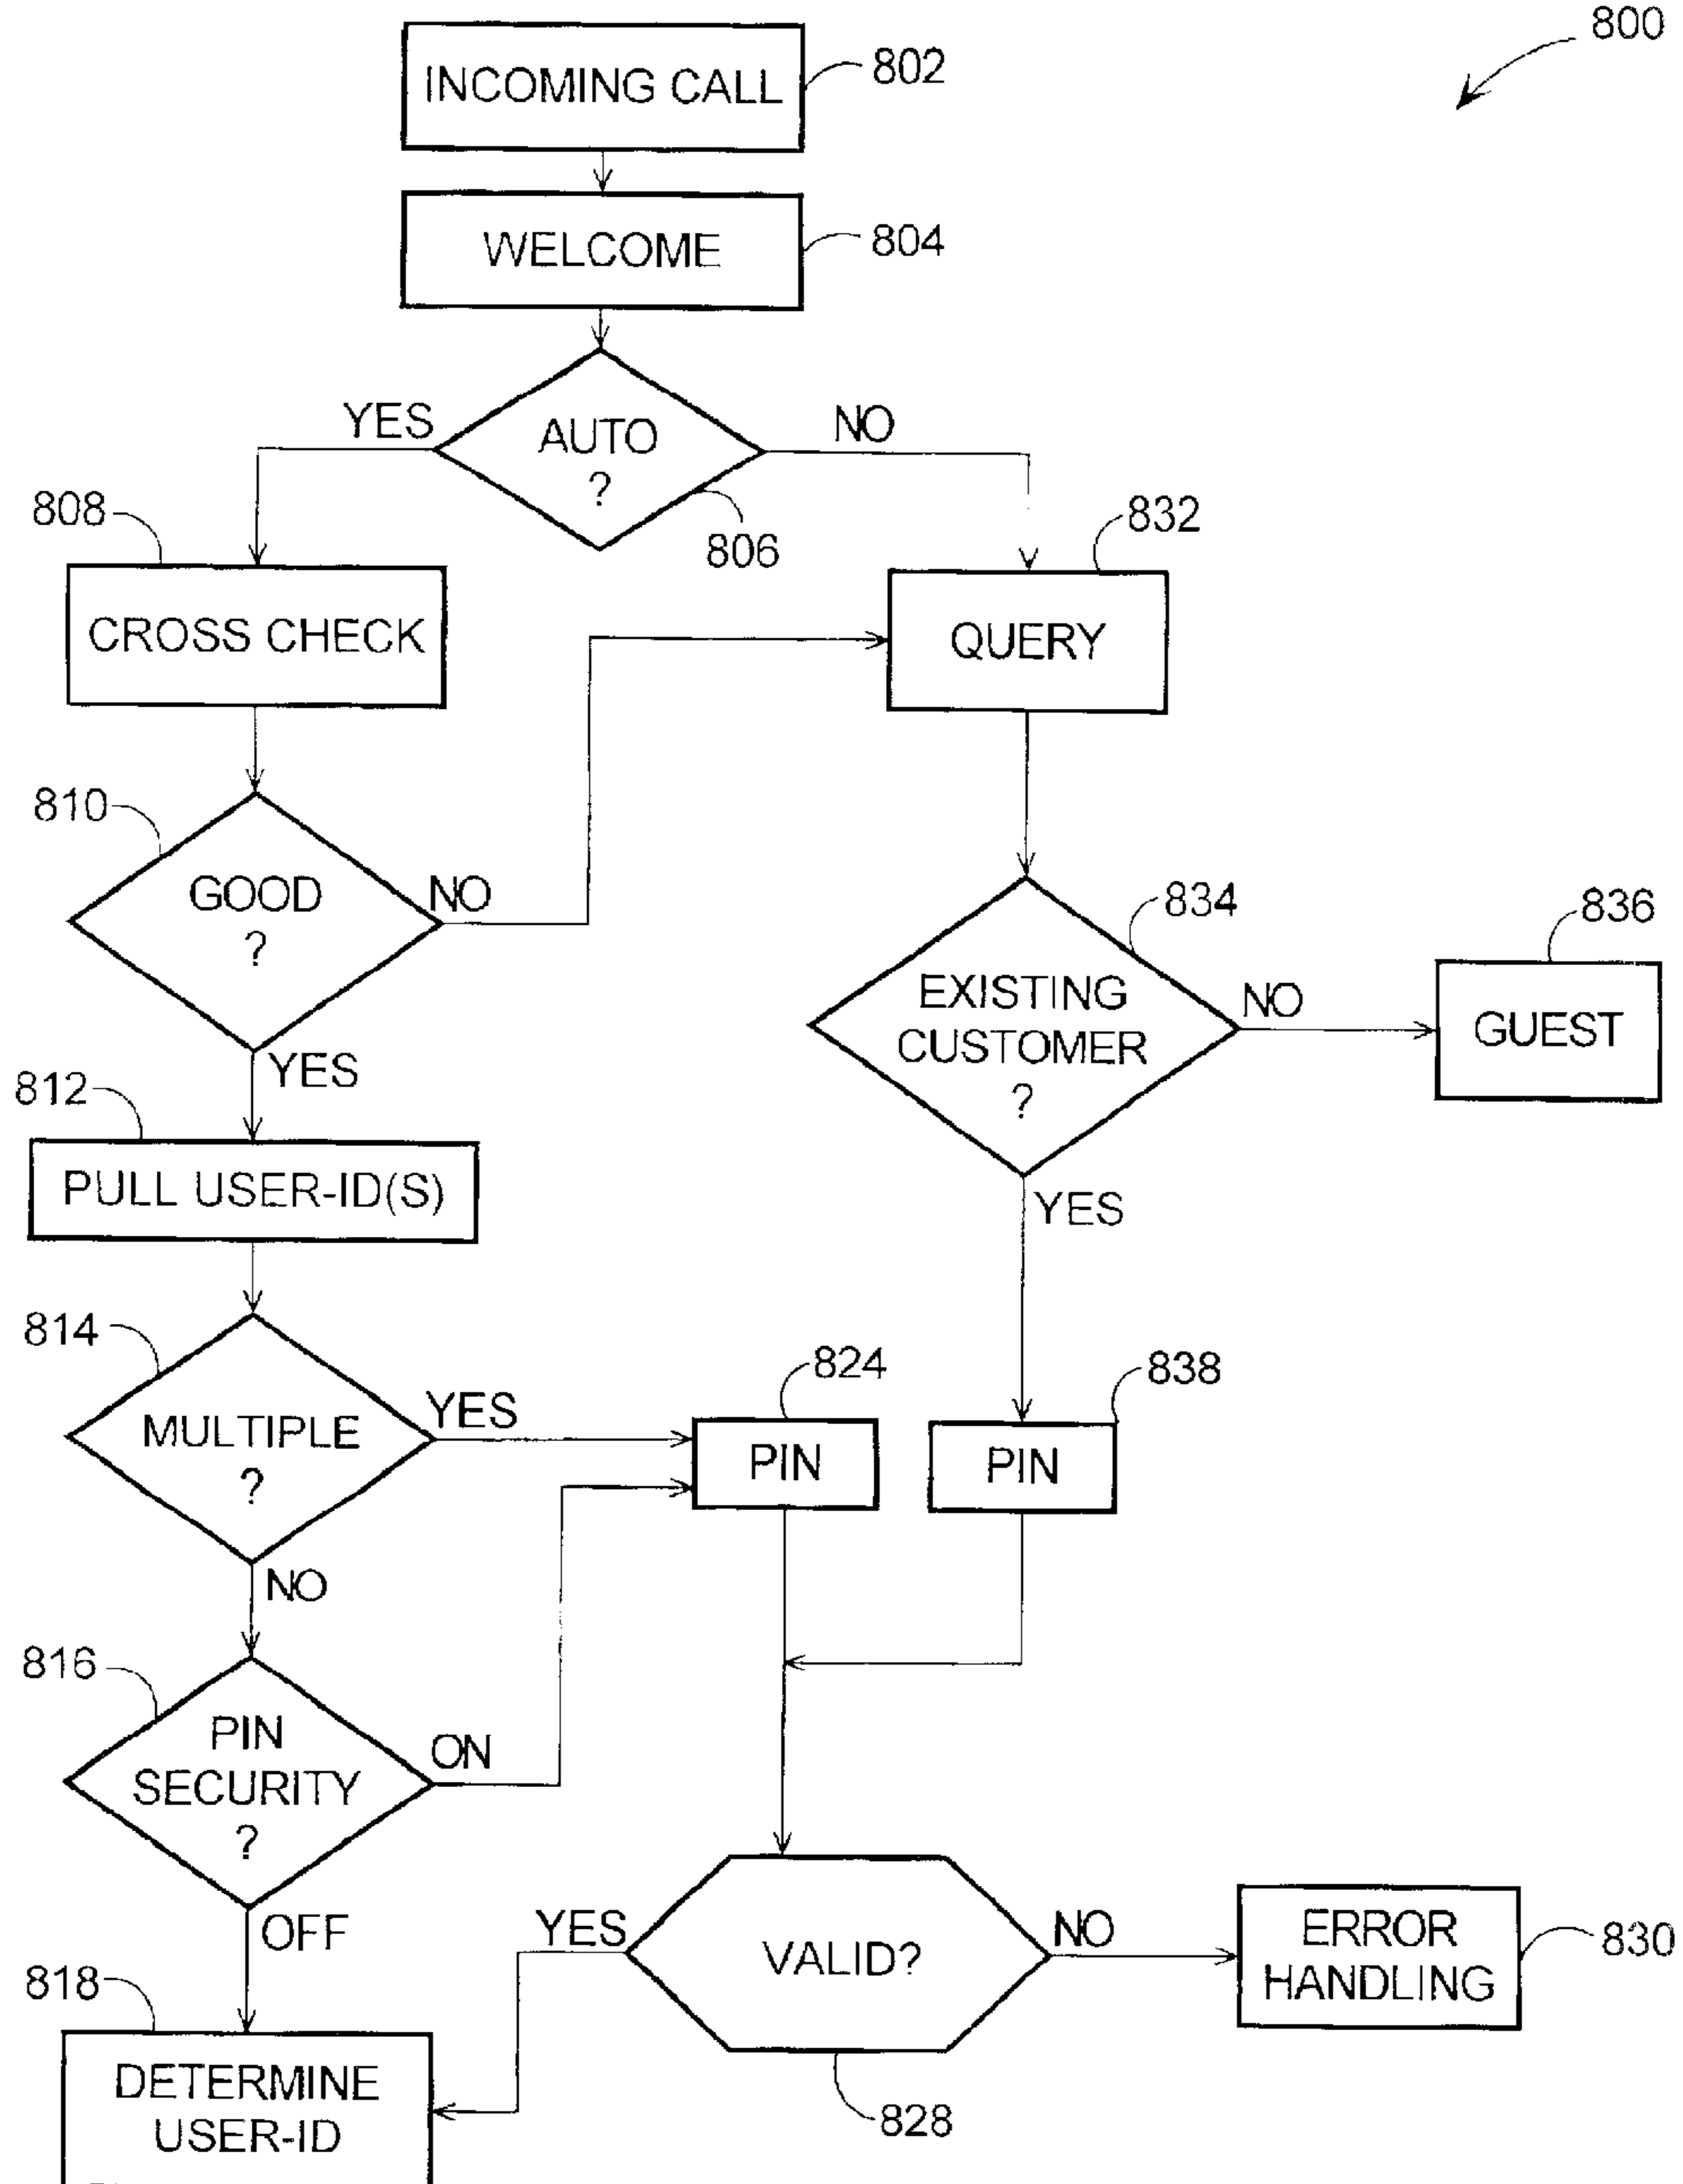 800
INCOMING CALL
802
WELCOME
804
YES
AUTO
?
NO
806
808
CROSS CHECK
832
QUERY
810
GOOD
?
NO
YES
834
EXISTING
CUSTOMER
?
NO
YES
836
GUEST
812
PULL USER-ID(S)
814
MULTIPLE
?
YES
NO
824
PIN
838
PIN
816
PIN
SECURITY
?
ON
OFF
YES
VALID?
NO
828
ERROR
HANDLING
830
818
DETERMINE
USER-ID